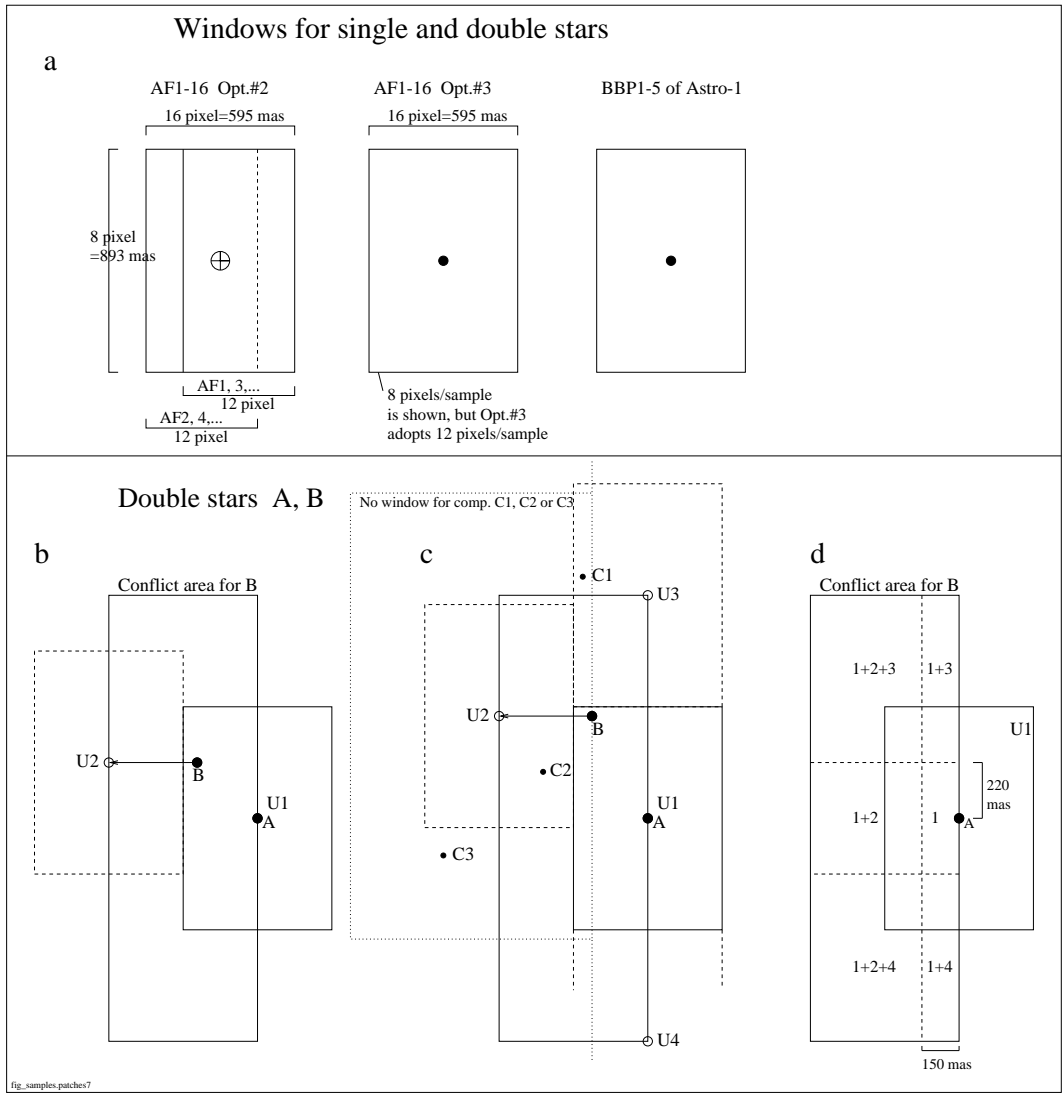 Windows for single and double stars
a
AF1-16 Opt.#2
AF1-16 Opt.#3
BBP1-5 of Astro-1
16 pixel=595 mas
16 pixel=595 mas
8 pixel
=893 mas
AF1, 3,...
12 pixel
AF2, 4,...
12 pixel
8 pixels/sample
is shown, but Opt.#3
adopts 12 pixels/sample
Double stars A, B
No window for comp. C1, C2 or C3
b
Conflict area for B
U2
B
U1
A
c
C1
U3
U2
B
C2
U1
A
C3
U4
d
Conflict area for B
1+2+3
1+3
U1
220
mas
1+2
1
A
1+2+4
1+4
150 mas
fig_samples.patches7